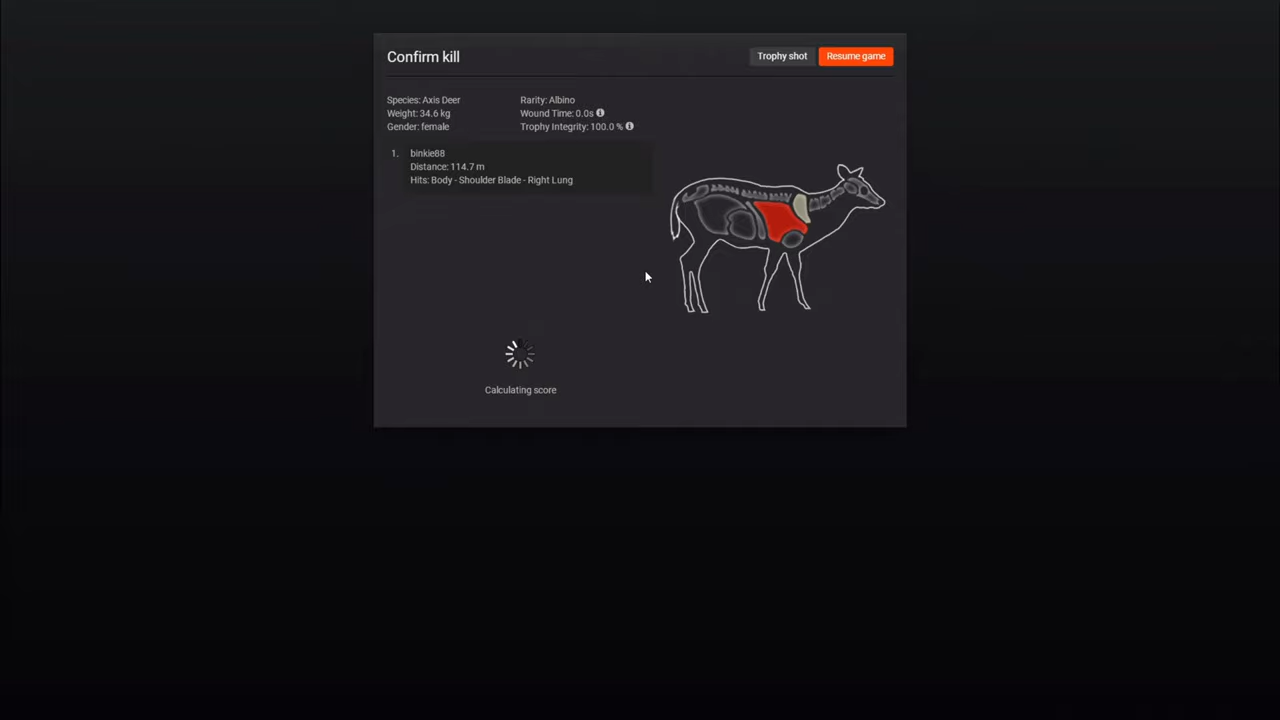 Confirm kill
Trophy shot
Resume game
Species: Axis Deer
Rarity: Albino
Weight: 34.6 kg
Wound Time: 0.0s
Gender: female
Trophy Integrity: 100.0 %
1. binkie88
Distance: 114.7 m
Hits: Body - Shoulder Blade - Right Lung
Calculating score